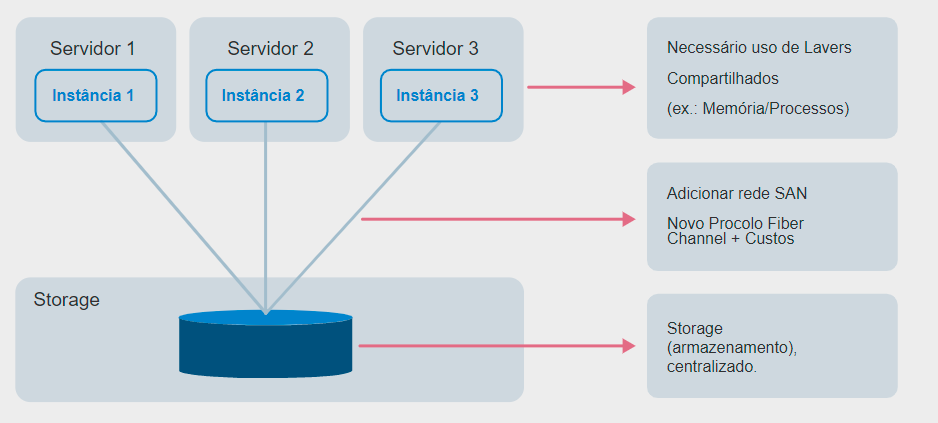 Servidor 1
Servidor 2
Servidor 3
Instância 1
Instância 2
Instância 3
Necessário uso de Lavers
Compartilhados
(ex.: Memória/Processos)
Adicionar rede SAN
Novo Procolo Fiber
Channel + Custos
Storage
Storage
(armazenamento),
centralizado.